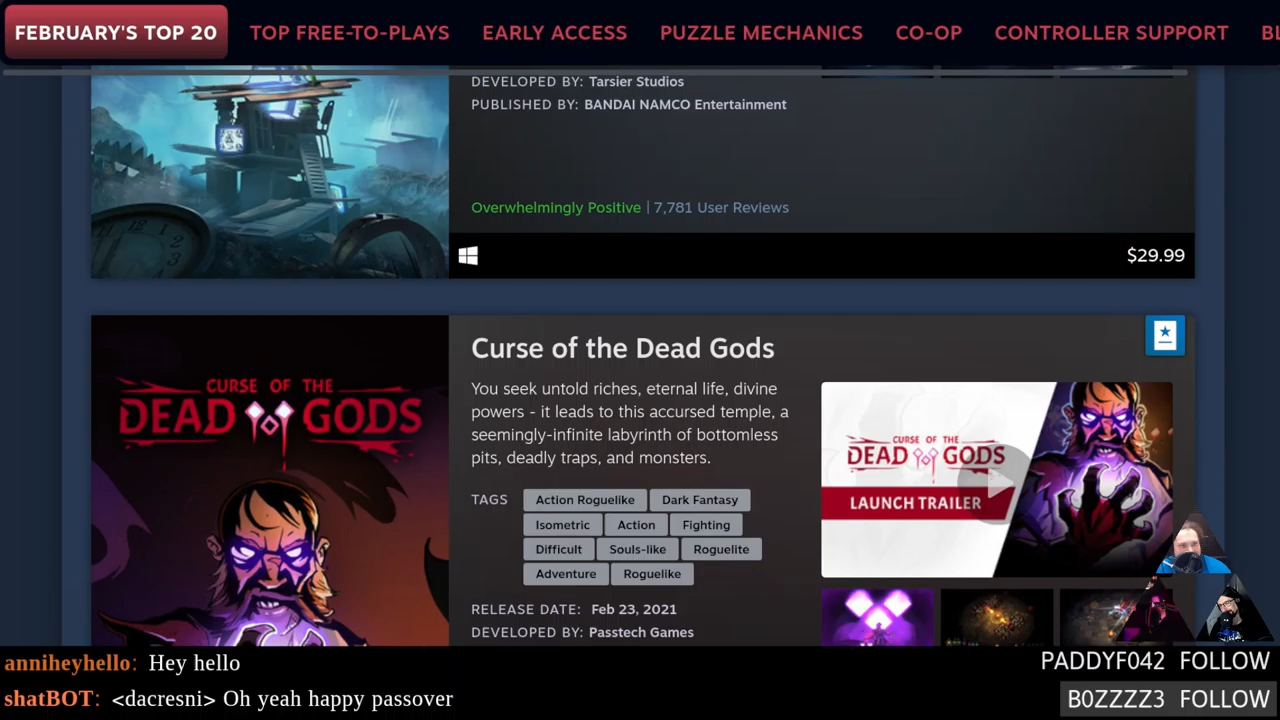 FEBRUARY'S TOP 20 TOP FREE-TO-PLAYS EARLY ACCESS PUZZLE MECHANICS CO-OP CONTROLLER SUPPORT
DEVELOPED BY: Tarsier Studios
PUBLISHED BY: BANDAI NAMCO Entertainment
Overwhelmingly Positive | 7,781 User Reviews
$29.99
CURSE OF THE
DEAD GODS
Curse of the Dead Gods
You seek untold riches, eternal life, divine
powers - it leads to this accursed temple, a
seemingly-infinite labyrinth of bottomless
pits, deadly traps, and monsters.
TAGS Action Roguelike Dark Fantasy
Isometric Action Fighting
Difficult Souls-like Roguelite
Adventure Roguelike
RELEASE DATE: Feb 23, 2021
DEVELOPED BY: Passtech Games
CURSE OF THE
DEAD GODS
LAUNCH TRAILER
anniheyhello: Hey hello
shatBOT: <dacresni> Oh yeah happy passover
PADDYF042 FOLLOW
B0ZZZZ3 FOLLOW